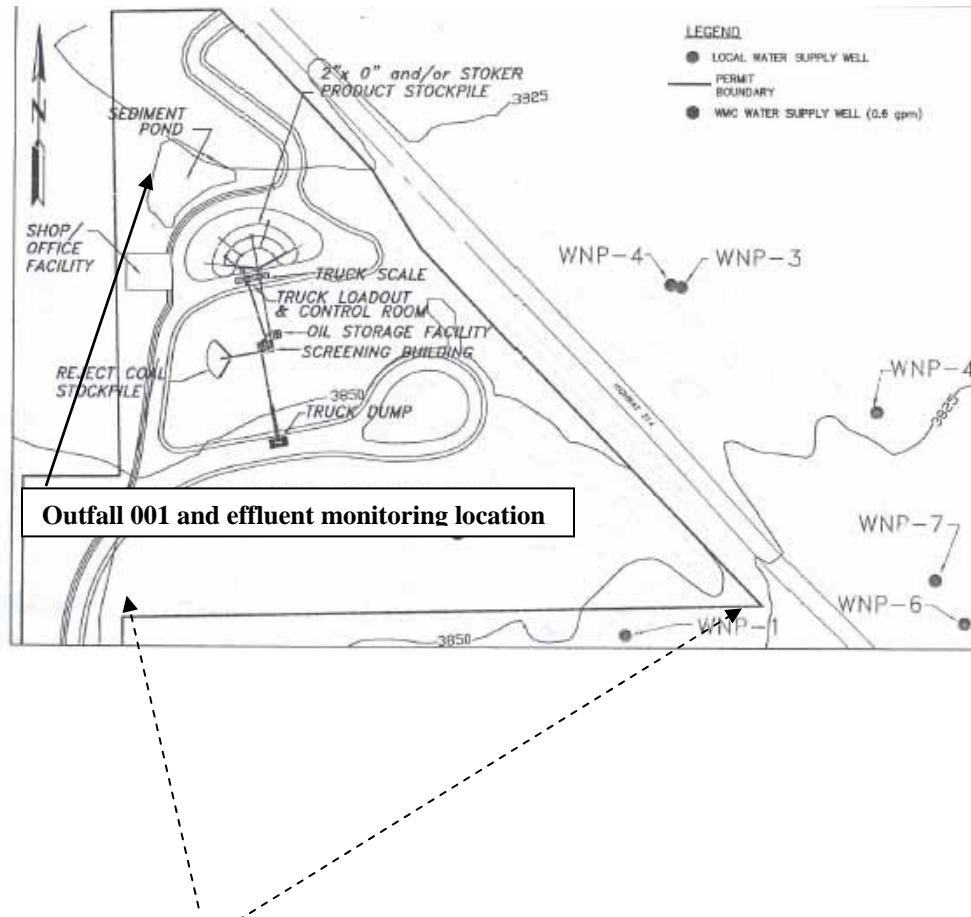 LEGEND
LOCAL WATER SUPPLY WELL
PERMIT
BOUNDARY
WMC WATER SUPPLY WELL (0.6 gpm)
2"x 0" and/or STOKER
PRODUCT STOCKPILE
3825
N
SEDIMENT
POND
SHOP/
OFFICE
FACILITY
WNP-4
WNP-3
TRUCK SCALE
TRUCK LOADOUT
& CONTROL ROOM
OIL STORAGE FACILITY
SCREENING BUILDING
REJECT COAL
STOCKPILE
3850
TRUCK DUMP
WNP-4
3825
Outfall 001 and effluent monitoring location
WNP-7
WNP-6
WNP-1
3850